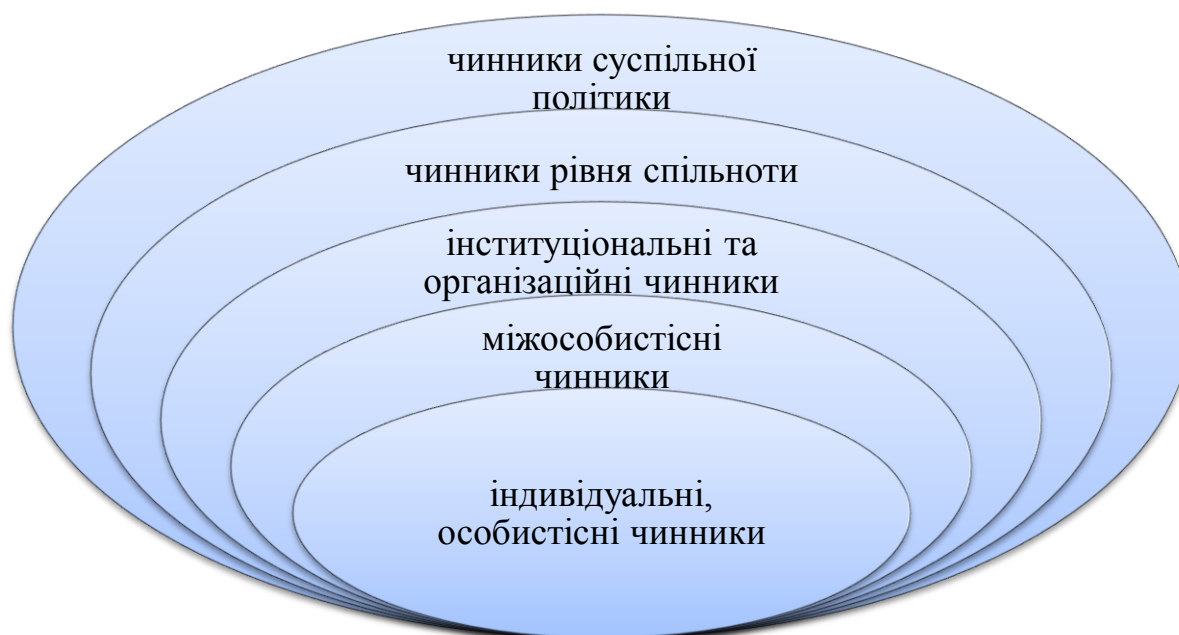 чинники суспільної
політики
чинники рівня спільноти
інституціональні та
організаційні чинники
міжособистісні
чинники
індивідуальні,
особистісні чинники